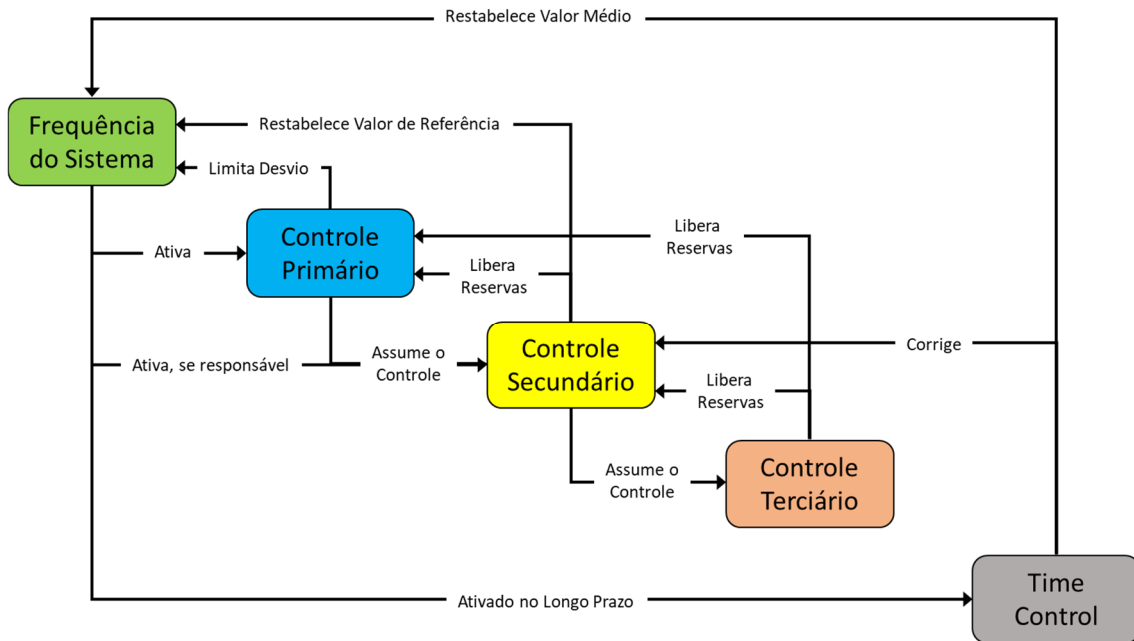 Restabelece Valor Médio
Frequência
do Sistema
Restabelece Valor de Referência
Limita Desvio
Controle
Primário
Libera
Reservas
Ativa
Libera
Reservas
Controle
Secundário
Corrige
Ativa, se responsável
Assume o
Controle
Libera
Reservas
Controle
Terciário
Assume o
Controle
Time
Control
Ativado no Longo Prazo